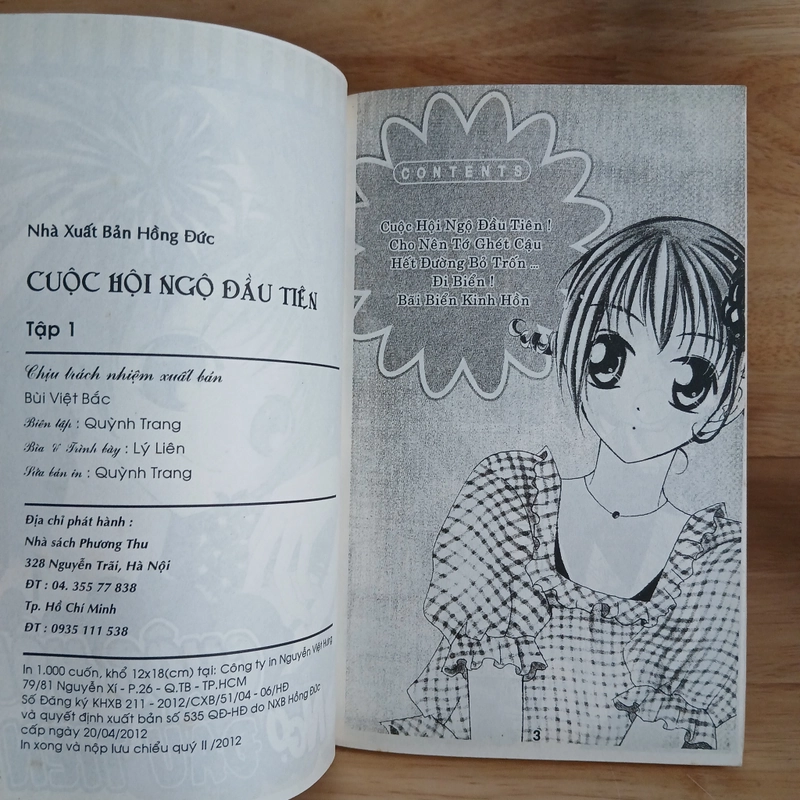 Nhà Xuất Bản Hồng Đức
CUỘC HỘI NGỘ ĐẦU TIÊN
Tập 1
Chịu trách nhiệm xuất bản
Bùi Việt Bắc
Biên tập : Quỳnh Trang
Bìa & Trình bày : Lý Liên
Sửa bản in : Quỳnh Trang
Địa chỉ phát hành :
Nhà sách Phương Thu
328 Nguyễn Trãi, Hà Nội
ĐT : 04. 355 77 838
Tp. Hồ Chí Minh
ĐT : 0935 111 538
In 1.000 cuốn, khổ 12x18(cm) tại: Công ty in Nguyễn Việt Hưng
79/81 Nguyễn Xí - P.26 - Q.TB - TP.HCM
Số Đăng ký KHXB 211 - 2012/CXB/51/04 - 06/HĐ
và quyết định xuất bản số 535 QĐ-HĐ do NXB Hồng Đức
cấp ngày 20/04/2012
In xong và nộp lưu chiểu quý II /2012
CONTENTS
Cuộc Hội Ngộ Đầu Tiên !
Cho Nên Tớ Ghét Cậu
Hết Đường Bỏ Trốn ...
Đi Biển !
Bãi Biển Kinh Hồn
3